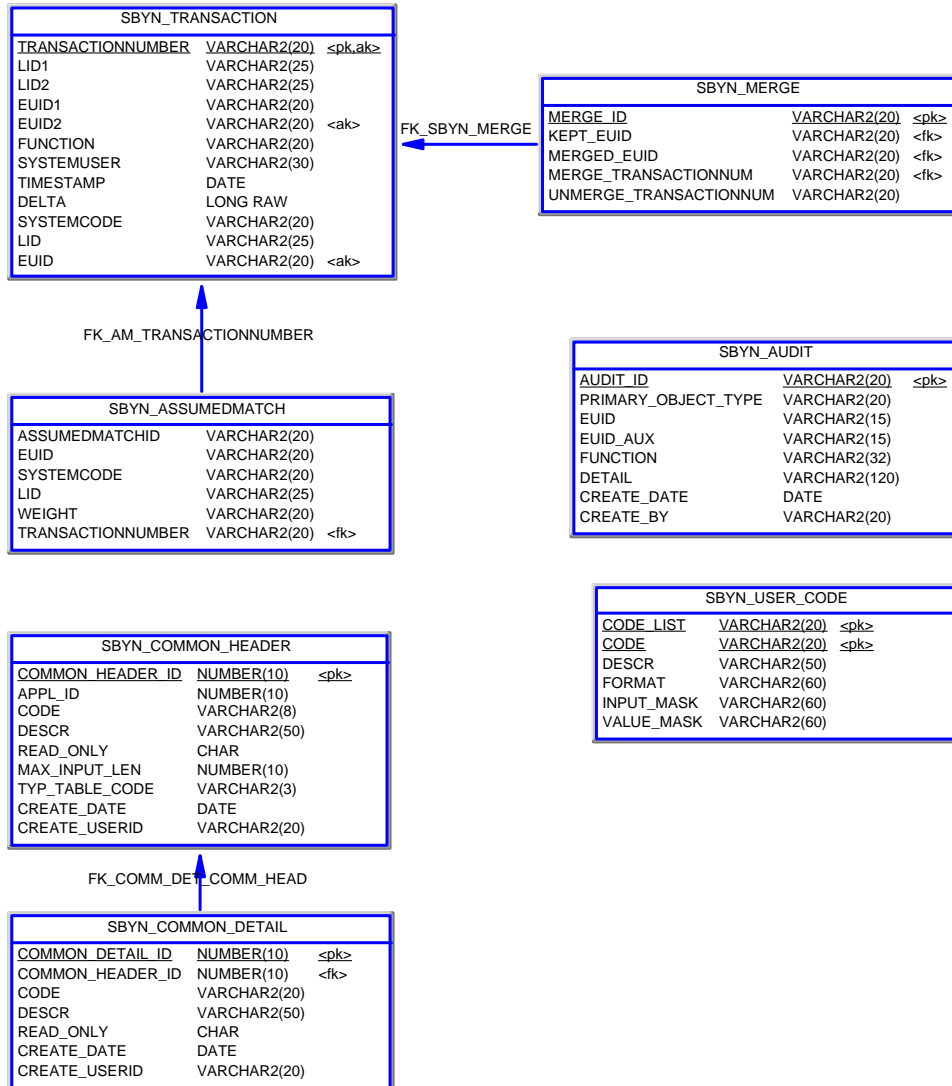 SBYN_TRANSACTION
TRANSACTIONNUMBER VARCHAR2(20) <pk,ak>
LID1 VARCHAR2(25)
LID2 VARCHAR2(25)
EUID1 VARCHAR2(20)
EUID2 VARCHAR2(20) <ak>
FUNCTION VARCHAR2(20)
SYSTEMUSER VARCHAR2(30)
TIMESTAMP DATE
DELTA LONG RAW
SYSTEMCODE VARCHAR2(20)
LID VARCHAR2(25)
EUID VARCHAR2(20) <ak>
FK_SBYN_MERGE
SBYN_MERGE
MERGE_ID VARCHAR2(20) <pk>
KEPT_EUID VARCHAR2(20) <fk>
MERGED_EUID VARCHAR2(20) <fk>
MERGE_TRANSACTIONNUM VARCHAR2(20) <fk>
UNMERGE_TRANSACTIONNUM VARCHAR2(20)
FK_AM_TRANSACTIONNUMBER
SBYN_ASSUMEDMATCH
ASSUMEDMATCHID VARCHAR2(20)
EUID VARCHAR2(20)
SYSTEMCODE VARCHAR2(20)
LID VARCHAR2(25)
WEIGHT VARCHAR2(20)
TRANSACTIONNUMBER VARCHAR2(20) <fk>
SBYN_AUDIT
AUDIT_ID VARCHAR2(20) <pk>
PRIMARY_OBJECT_TYPE VARCHAR2(20)
EUID VARCHAR2(15)
EUID_AUX VARCHAR2(15)
FUNCTION VARCHAR2(32)
DETAIL VARCHAR2(120)
CREATE_DATE DATE
CREATE_BY VARCHAR2(20)
SBYN_USER_CODE
CODE_LIST VARCHAR2(20) <pk>
CODE VARCHAR2(20) <pk>
DESCR VARCHAR2(50)
FORMAT VARCHAR2(60)
INPUT_MASK VARCHAR2(60)
VALUE_MASK VARCHAR2(60)
SBYN_COMMON_HEADER
COMMON_HEADER_ID NUMBER(10) <pk>
APPL_ID NUMBER(10)
CODE VARCHAR2(8)
DESCR VARCHAR2(50)
READ_ONLY CHAR
MAX_INPUT_LEN NUMBER(10)
TYP_TABLE_CODE VARCHAR2(3)
CREATE_DATE DATE
CREATE_USERID VARCHAR2(20)
FK_COMM_DET_COMM_HEAD
SBYN_COMMON_DETAIL
COMMON_DETAIL_ID NUMBER(10) <pk>
COMMON_HEADER_ID NUMBER(10) <fk>
CODE VARCHAR2(20)
DESCR VARCHAR2(50)
READ_ONLY CHAR
CREATE_DATE DATE
CREATE_USERID VARCHAR2(20)